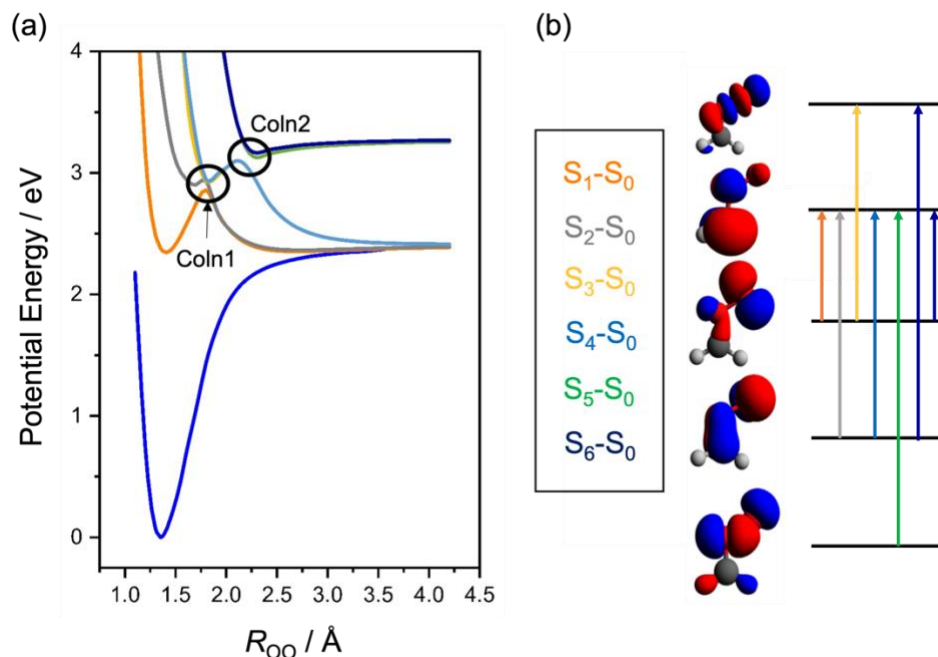 (a)
(b)
4
3
2
1
0
Potential Energy / eV
CoIn2
CoIn1
1.0 1.5 2.0 2.5 3.0 3.5 4.0 4.5
R_OO / Å
S₁-S₀
S₂-S₀
S₃-S₀
S₄-S₀
S₅-S₀
S₆-S₀